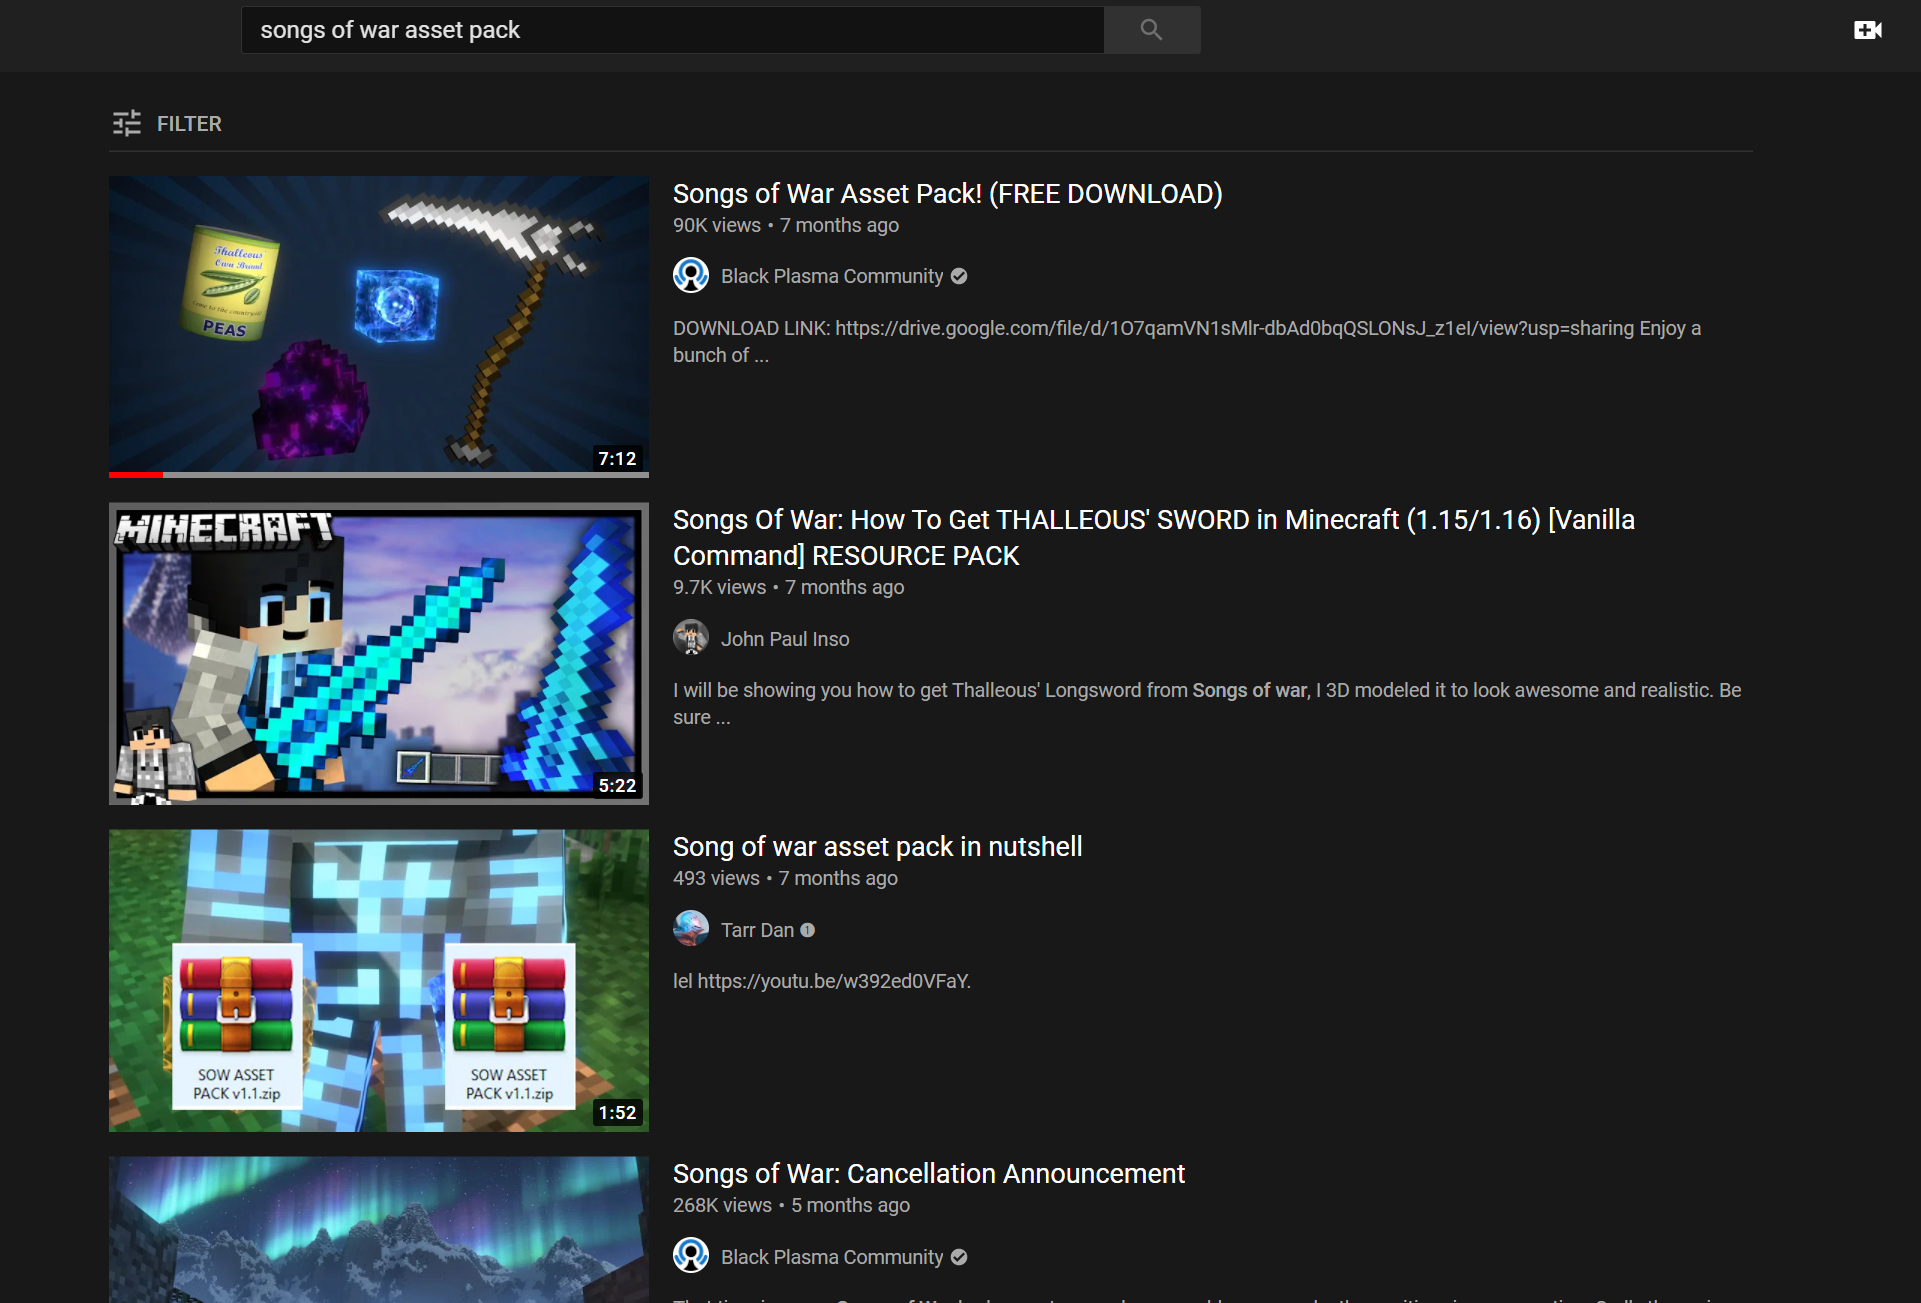 songs of war asset pack
FILTER
Thalleous
Own Brand
PEAS
7:12
Songs of War Asset Pack! (FREE DOWNLOAD)
90K views • 7 months ago
Black Plasma Community
DOWNLOAD LINK: https://drive.google.com/file/d/1O7qamVN1sMlr-dbAd0bqQSLONsJ_z1eI/view?usp=sharing Enjoy a
bunch of ...
MINECRAFT
5:22
Songs Of War: How To Get THALLEOUS' SWORD in Minecraft (1.15/1.16) [Vanilla
Command] RESOURCE PACK
9.7K views • 7 months ago
John Paul Inso
I will be showing you how to get Thalleous' Longsword from Songs of war, I 3D modeled it to look awesome and realistic. Be
sure ...
SOW ASSET
PACK v1.1.zip
SOW ASSET
PACK v1.1.zip
1:52
Song of war asset pack in nutshell
493 views • 7 months ago
Tarr Dan
lel https://youtu.be/w392ed0VFaY.
Songs of War: Cancellation Announcement
268K views • 5 months ago
Black Plasma Community